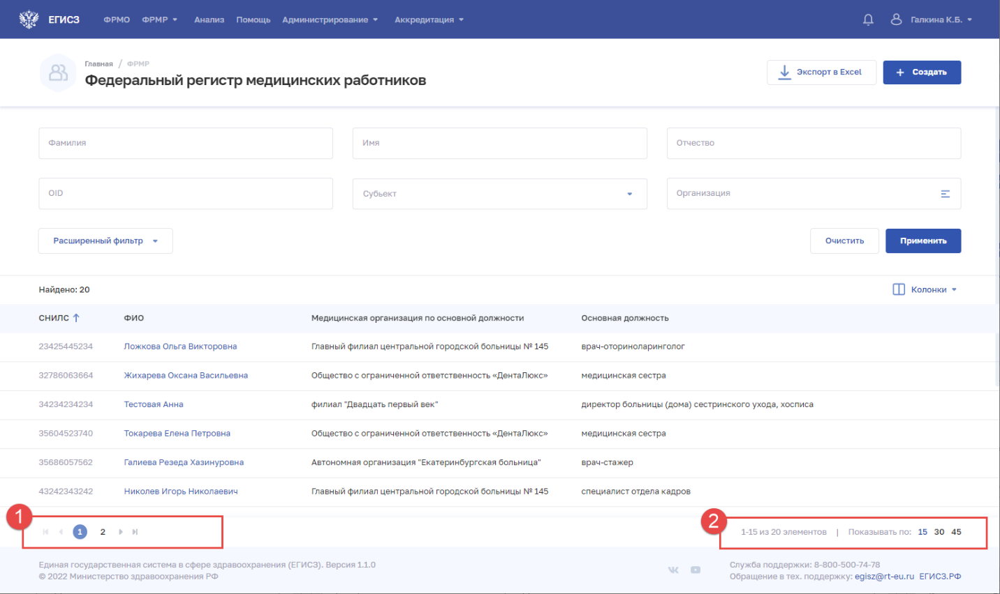 ЕГИСЗ ФРМО ФРМР Анализ Помощь Администрирование Аккредитация Галкина К.Б.
Главная / ФРМР
Федеральный регистр медицинских работников
Экспорт в Excel + Создать
Фамилия Имя Отчество
OID Субъект Организация
Расширенный фильтр Очистить Применить
Найдено: 20 Колонки
СНИЛС ФИО Медицинская организация по основной должности Основная должность
23425445234 Ложкова Ольга Викторовна Главный филиал центральной городской больницы № 145 врач-оториноларинголог
32786063664 Жихарева Оксана Васильевна Общество с ограниченной ответственность «ДентаЛюкс» медицинская сестра
34234234234 Тестовая Анна филиал "Двадцать первый век" директор больницы (дома) сестринского ухода, хосписа
35604523740 Токарева Елена Петровна Общество с ограниченной ответственность «ДентаЛюкс» медицинская сестра
35686057562 Галиева Резеда Хазинуровна Автономная организация "Екатеринбургская больница" врач-стажер
43242343242 Николев Игорь Николаевич Главный филиал центральной городской больницы № 145 специалист отдела кадров
1 2
1 2 1-15 из 20 элементов | Показывать по: 15 30 45
Единая государственная система в сфере здравоохранения (ЕГИСЗ). Версия 1.1.0 Служба поддержки: 8-800-500-74-78
© 2022 Министерство здравоохранения РФ Обращение в тех. поддержку: egisz@rt-eu.ru ЕГИСЗ.РФ